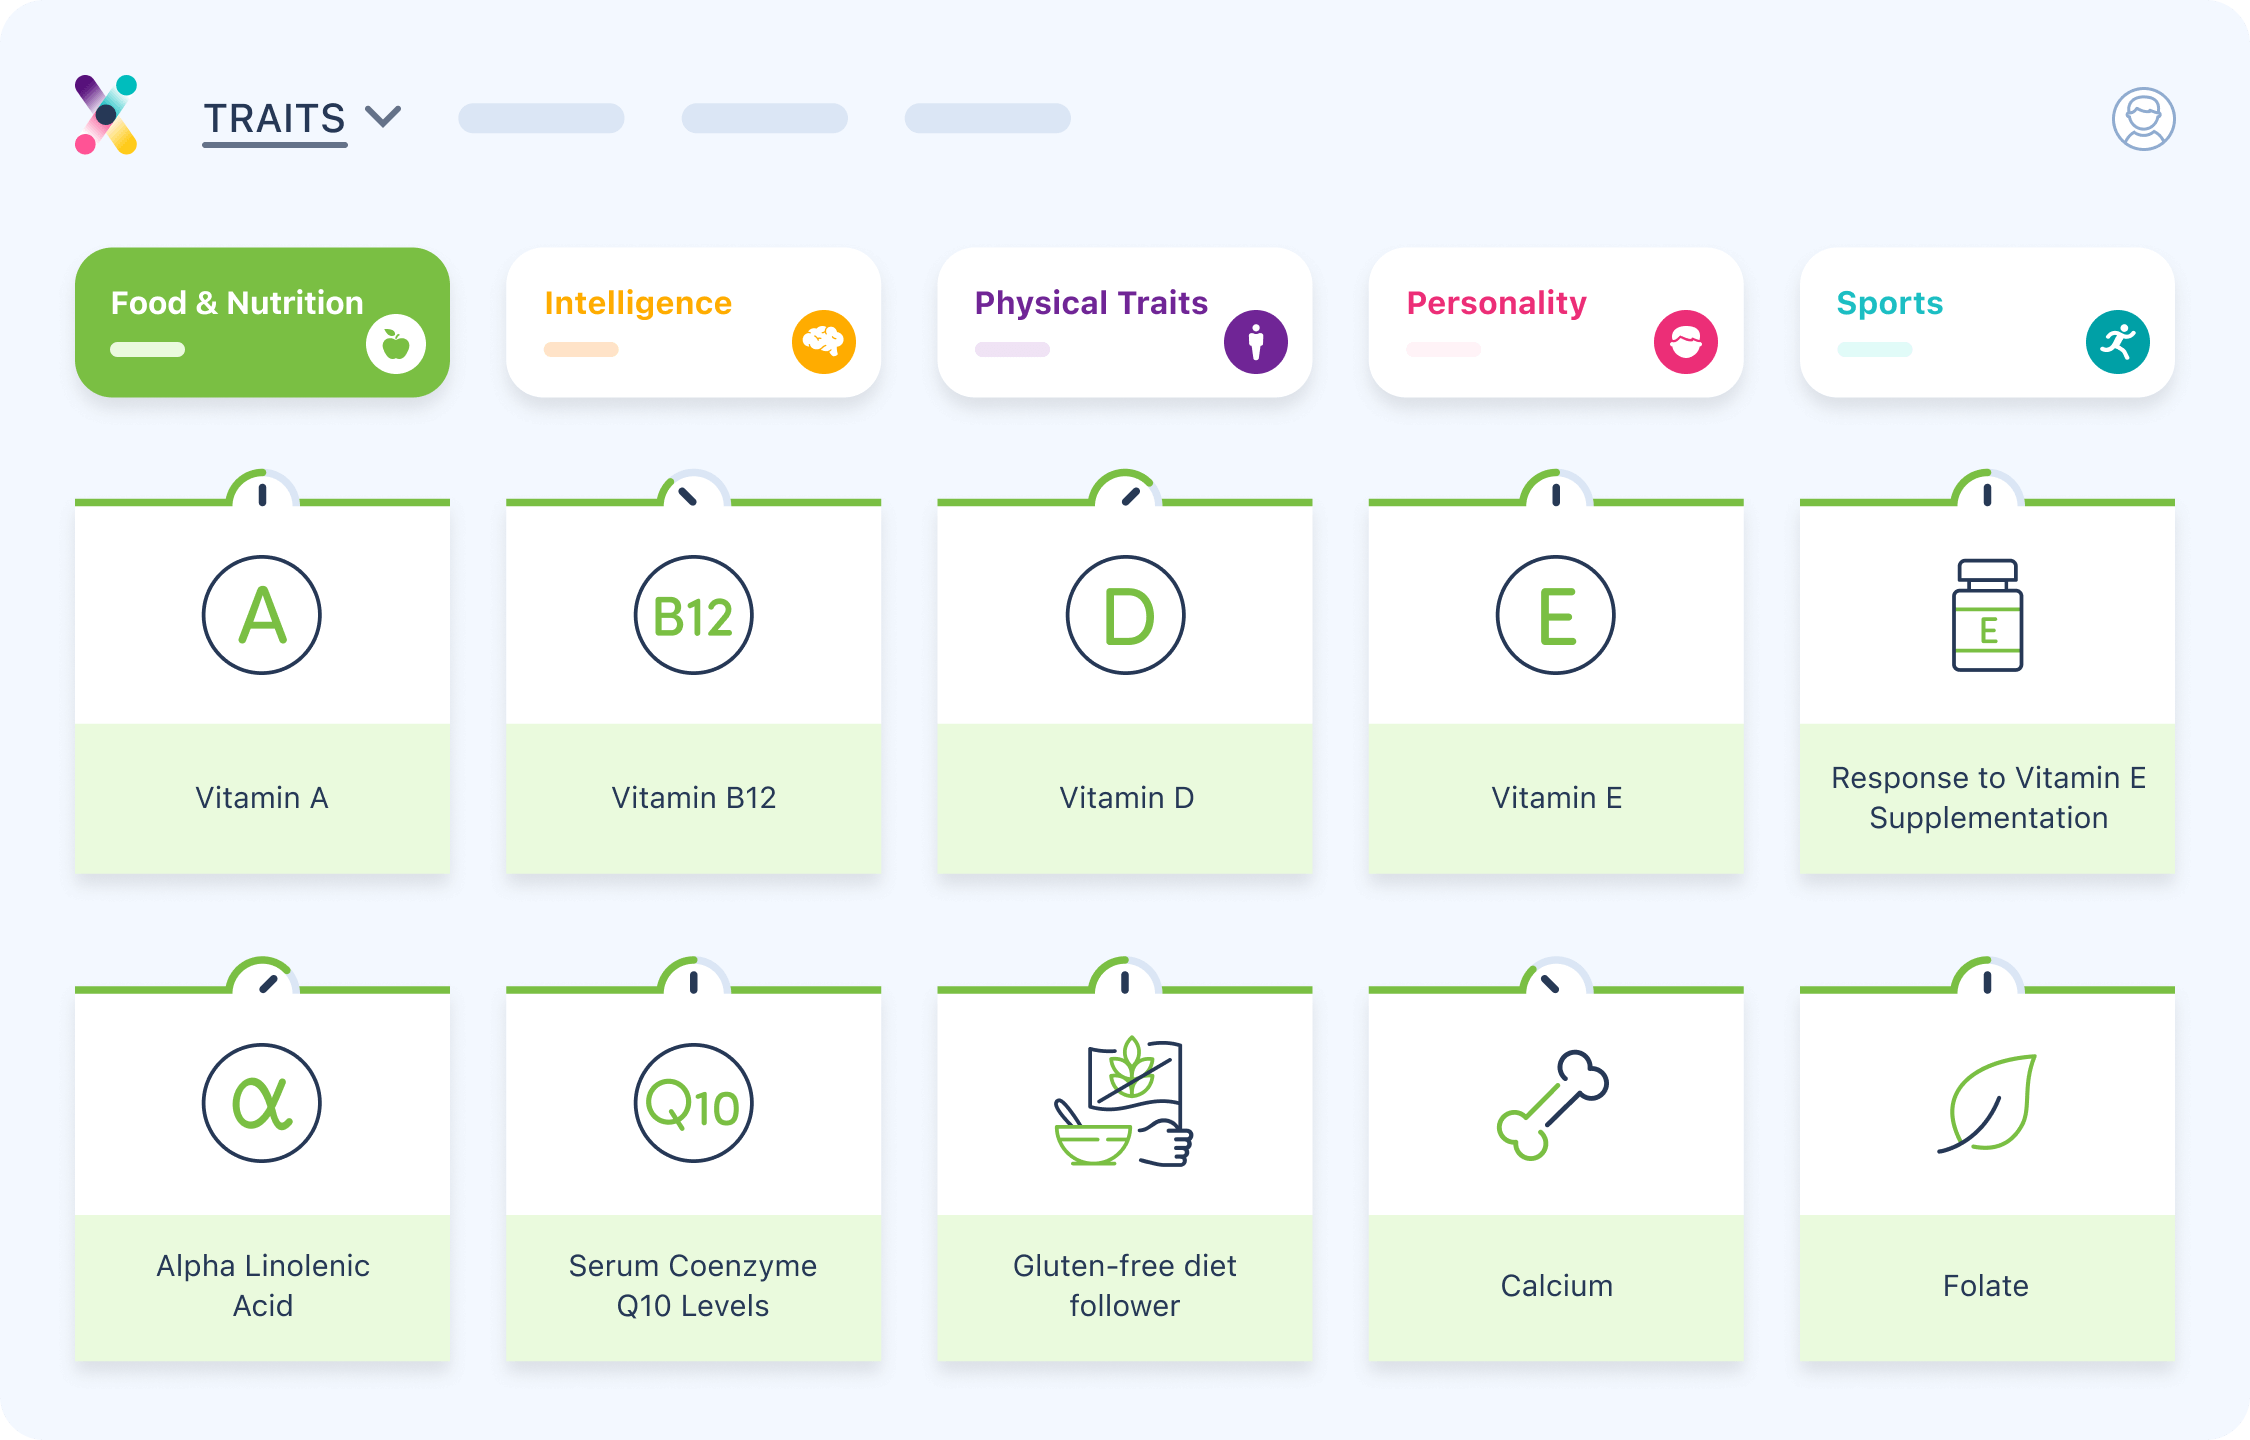 TRAITS
Food & Nutrition
Intelligence
Physical Traits
Personality
Sports
A
B12
D
E
E
Vitamin A
Vitamin B12
Vitamin D
Vitamin E
Response to Vitamin E
Supplementation
α
Q10
Alpha Linolenic
Acid
Serum Coenzyme
Q10 Levels
Gluten-free diet
follower
Calcium
Folate